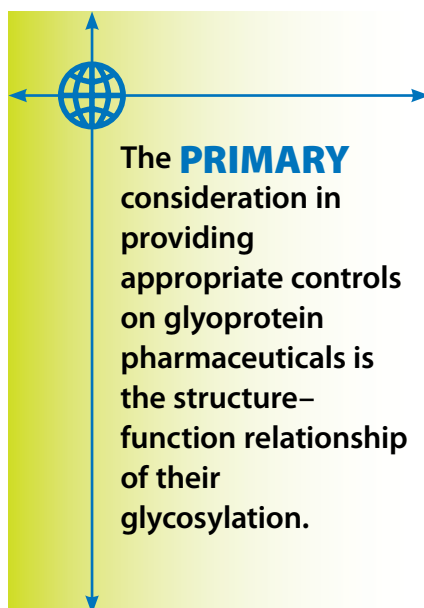 The PRIMARY
consideration in
providing
appropriate controls
on glyoprotein
pharmaceuticals is
the structure–
function relationship
of their
glycosylation.